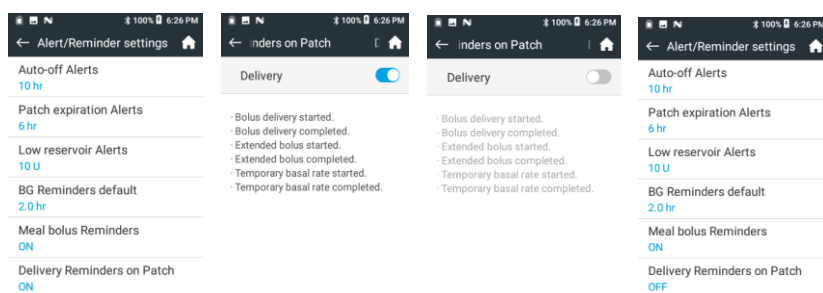 100% 6:26 PM
← Alert/Reminder settings
Auto-off Alerts
10 hr
Patch expiration Alerts
6 hr
Low reservoir Alerts
10 U
BG Reminders default
2.0 hr
Meal bolus Reminders
ON
Delivery Reminders on Patch
ON
100% 6:26 PM
← inders on Patch
Delivery
· Bolus delivery started.
· Bolus delivery completed.
· Extended bolus started.
· Extended bolus completed.
· Temporary basal rate started.
· Temporary basal rate completed.
100% 6:26 PM
← inders on Patch
Delivery
· Bolus delivery started.
· Bolus delivery completed.
· Extended bolus started.
· Extended bolus completed.
· Temporary basal rate started.
· Temporary basal rate completed.
100% 6:26 PM
← Alert/Reminder settings
Auto-off Alerts
10 hr
Patch expiration Alerts
6 hr
Low reservoir Alerts
10 U
BG Reminders default
2.0 hr
Meal bolus Reminders
ON
Delivery Reminders on Patch
OFF